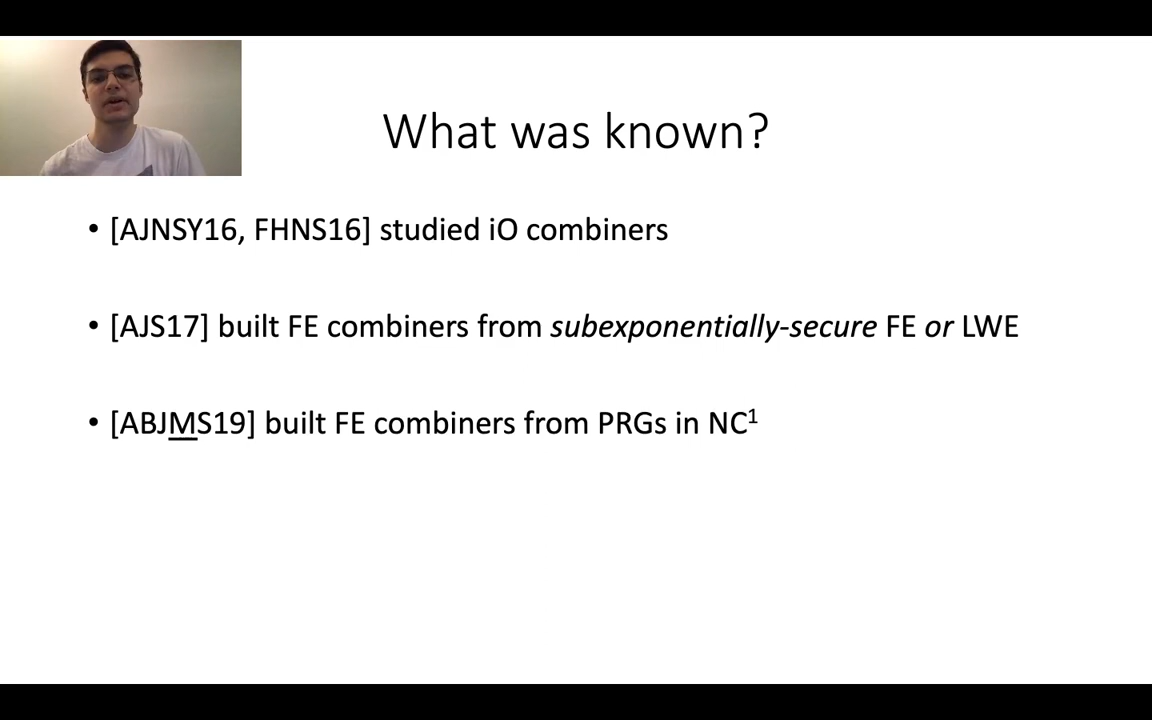 What was known?
• [AJNSY16, FHNS16] studied iO combiners
• [AJS17] built FE combiners from subexponentially-secure FE or LWE
• [ABJMS19] built FE combiners from PRGs in NC¹